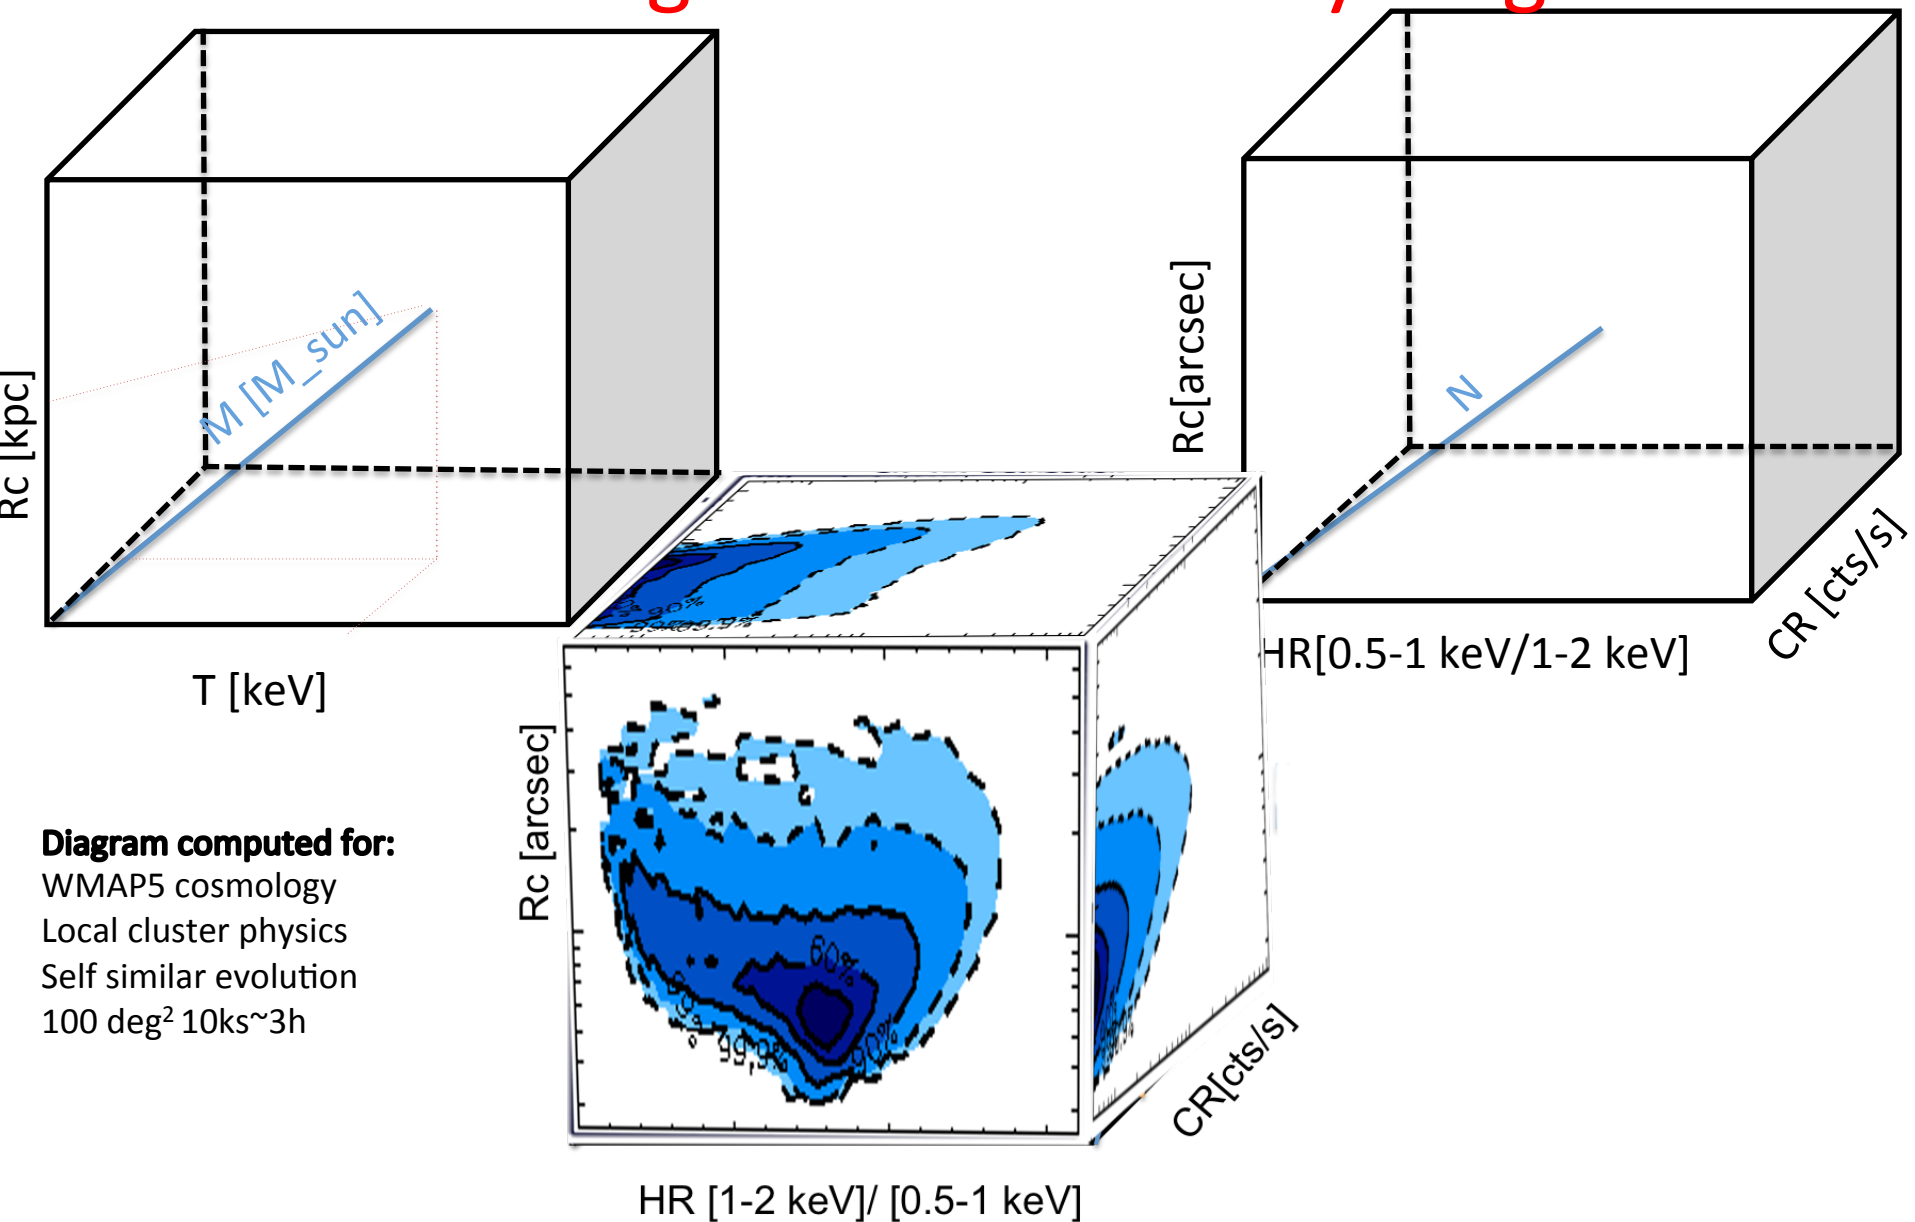 M [M_sun]
Rc [kpc]
T [keV]
Rc[arcsec]
N
CR [cts/s]
HR[0.5-1 keV/1-2 keV]
90%
Rc [arcsec]
60%
99,9%
90%
CR[cts/s]
HR [1-2 keV]/ [0.5-1 keV]
Diagram computed for:
WMAP5 cosmology
Local cluster physics
Self similar evolution
100 deg² 10ks~3h